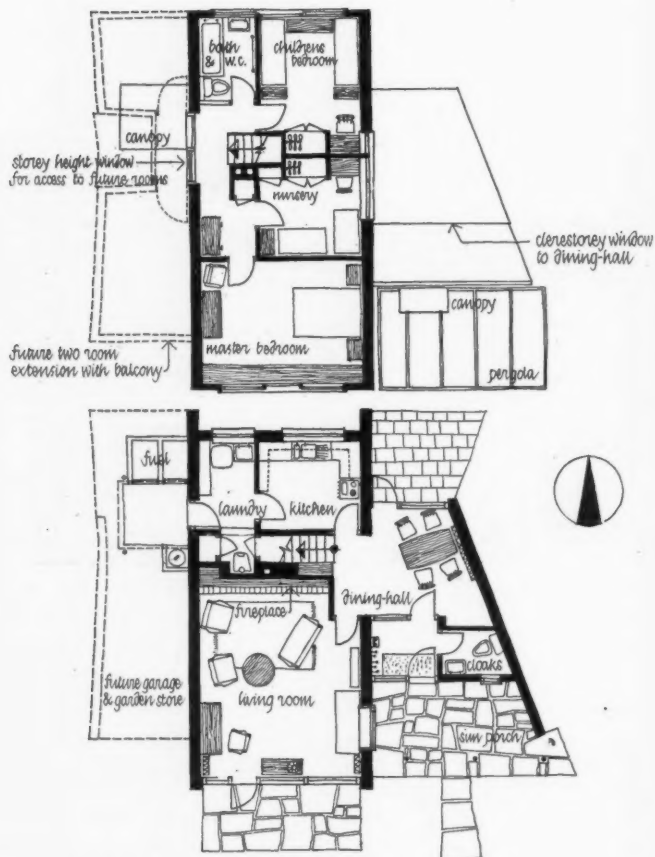 bath
& w.c.
childrens
bedroom
canopy
storey height window
for access to future rooms
nursery
clerestorey window
to dining-hall
canopy
master bedroom
future two room
extension with balcony
pergola
fuel
laundry
kitchen
dining-hall
fireplace
cloaks
future garage
& garden store
living room
sun porch